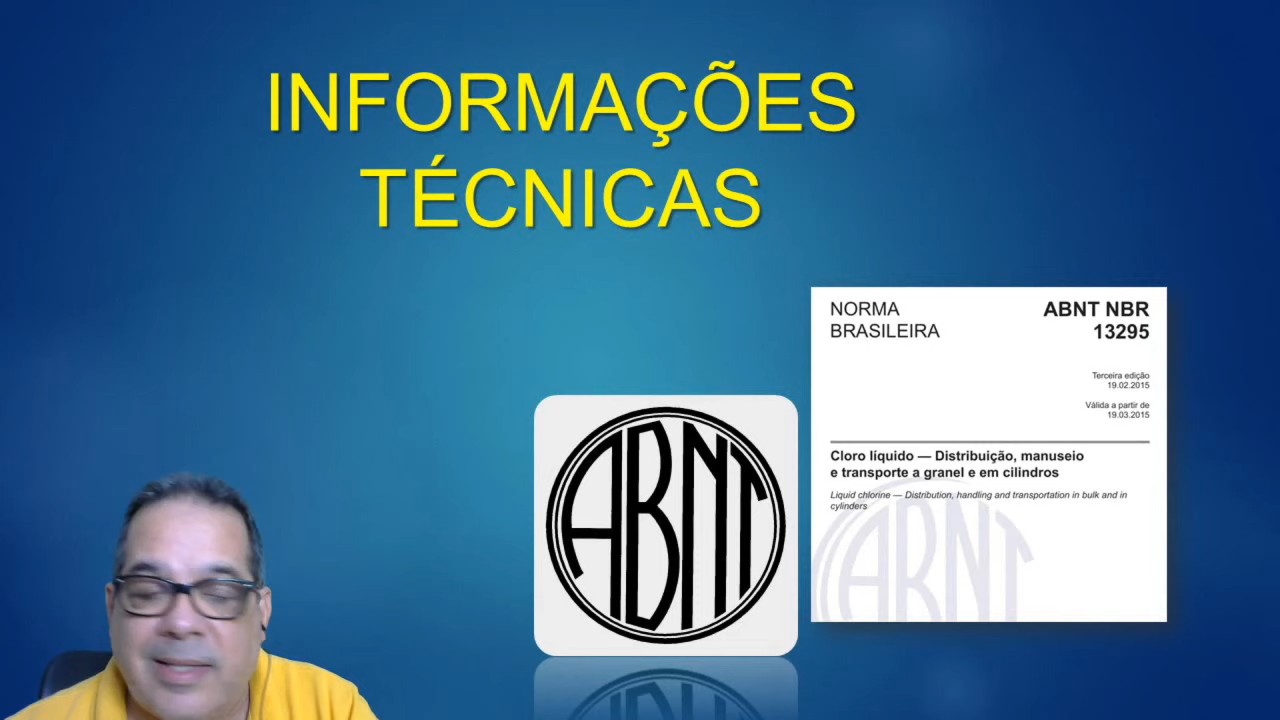 INFORMAÇÕES
TÉCNICAS
NORMA
BRASILEIRA
ABNT NBR
13295
Terceira edição
19.02.2015
Válida a partir de
19.03.2015
Cloro líquido — Distribuição, manuseio
e transporte a granel e em cilindros
Liquid chlorine — Distribution, handling and transportation in bulk and in
cylinders
ABNT
ABNT
ABNT